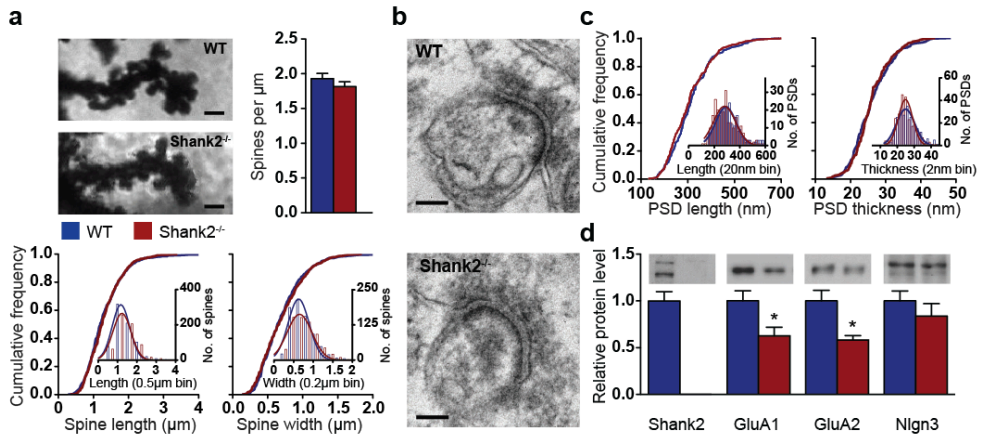 a
WT
Shank2-/-
Spines per µm
2.5
2.0
1.5
1.0
0.5
0.0
WT
Shank2-/-
Cumulative frequency
1.0
0.8
0.6
0.4
0.2
0.0
0 1 2 3 4
Spine length (µm)
400
200
0
No. of spines
0 1 2 3 4
Length (0.5µm bin)
0.0 0.5 1.0 1.5 2.0
Spine width (µm)
250
125
0
No. of spines
0 0.5 1 1.5 2
Width (0.2µm bin)
b
WT
Shank2-/-
c
Cumulative frequency
1.0
0.8
0.6
0.4
0.2
0.0
100 300 500 700
PSD length (nm)
30
20
10
0
No. of PSDs
0 200 400 600
Length (20nm bin)
10 20 30 40 50
PSD thickness (nm)
60
40
20
0
No. of PSDs
10 20 30 40
Thickness (2nm bin)
d
Relative protein level
1.5
1.0
0.5
0.0
* *
Shank2 GluA1 GluA2 Nlgn3